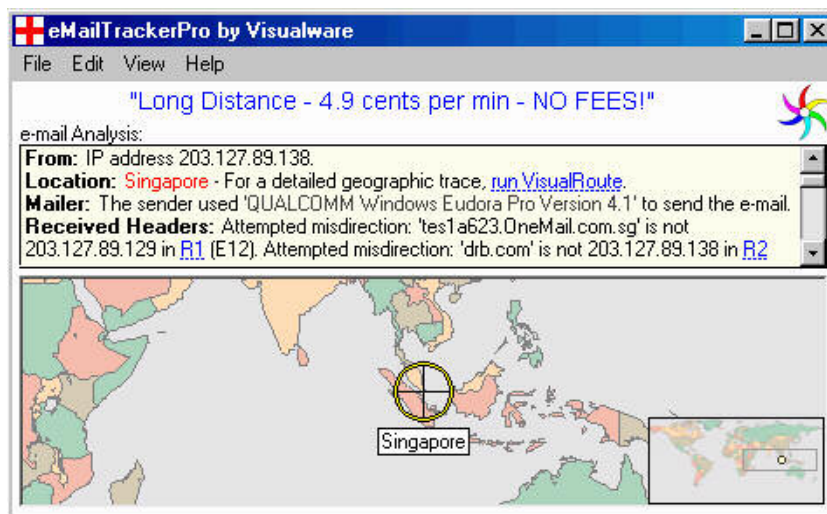 eMailTrackerPro by Visualware
File Edit View Help
"Long Distance - 4.9 cents per min - NO FEES!"
e-mail Analysis:
From: IP address 203.127.89.138.
Location: Singapore - For a detailed geographic trace, run VisualRoute.
Mailer: The sender used 'QUALCOMM Windows Eudora Pro Version 4.1' to send the e-mail.
Received Headers: Attempted misdirection: 'tes1a623.OneMail.com.sg' is not
203.127.89.129 in R1 (E12). Attempted misdirection: 'drb.com' is not 203.127.89.138 in R2
Singapore